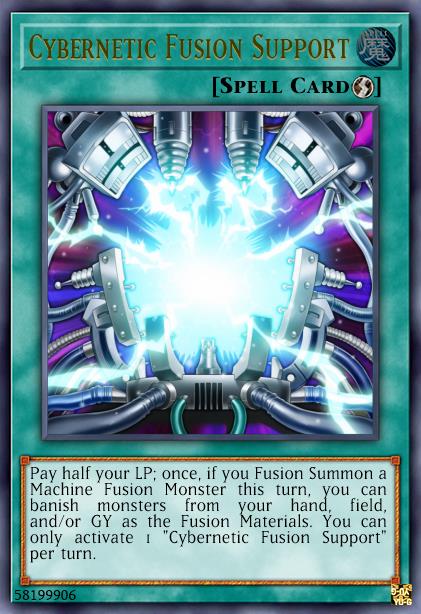 CYBERNETIC FUSION SUPPORT
魔
[SPELL CARD]
Pay half your LP; once, if you Fusion Summon a
Machine Fusion Monster this turn, you can
banish monsters from your hand, field,
and/or GY as the Fusion Materials. You can
only activate 1 "Cybernetic Fusion Support"
per turn.
58199906